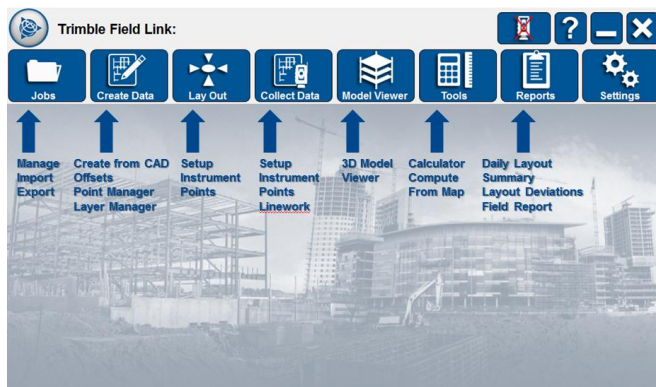 Trimble Field Link:
?
Jobs
Create Data
Lay Out
Collect Data
Model Viewer
Tools
Reports
Settings
Manage
Import
Export
Create from CAD
Offsets
Point Manager
Layer Manager
Setup
Instrument
Points
Setup
Instrument
Points
Linework
3D Model
Viewer
Calculator
Compute
From Map
Daily Layout
Summary
Layout Deviations
Field Report